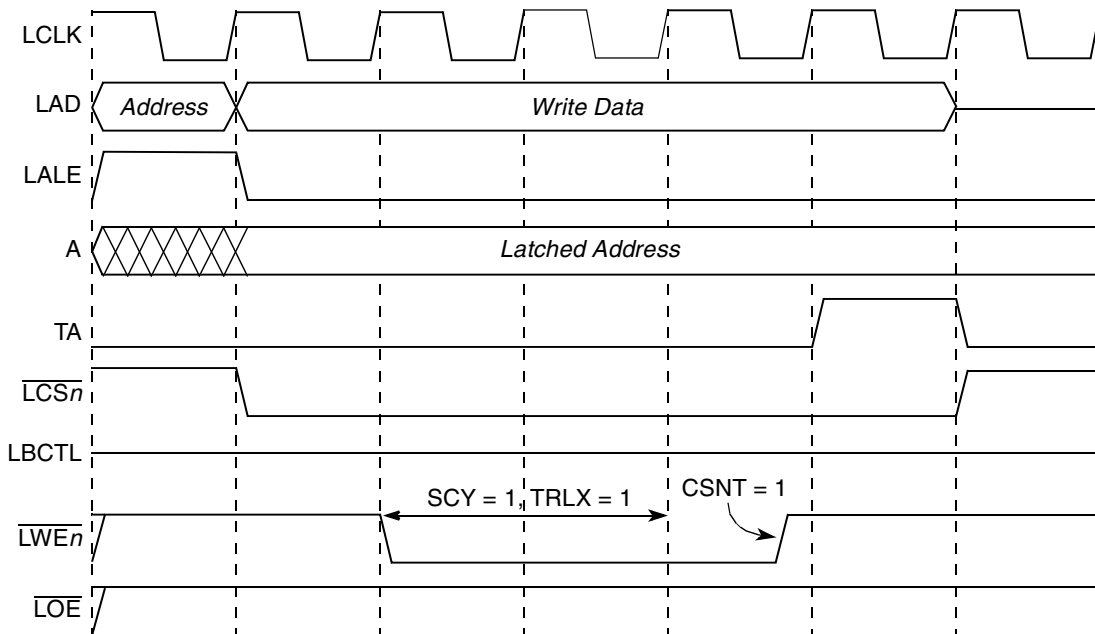 LCLK
LAD Address Write Data
LALE
A Latched Address
TA
LCSn
LBCTL
SCY = 1, TRLX = 1 CSNT = 1
LWEn
LOE